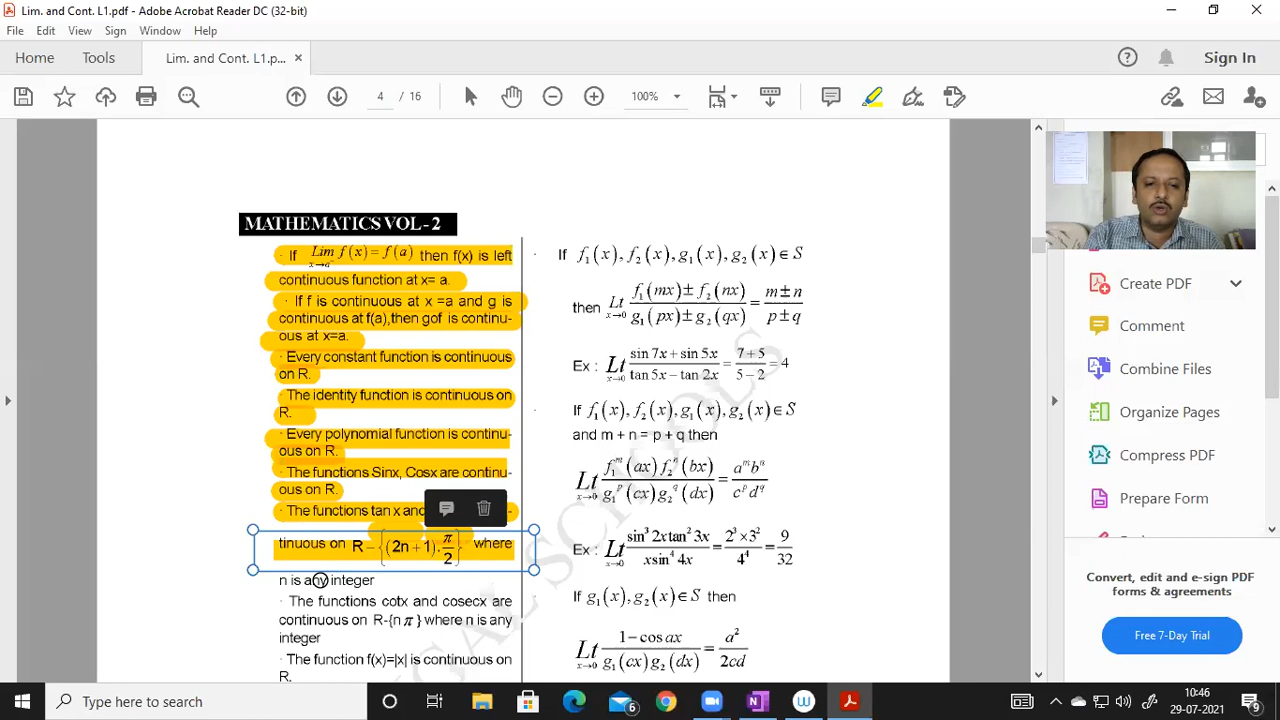 Lim. and Cont. L1.pdf - Adobe Acrobat Reader DC (32-bit)
File Edit View Sign Window Help
Home Tools Lim. and Cont. L1.p... × Sign In
4 / 16 100%
MATHEMATICS VOL - 2
· If Lim x→a⁻ f(x) = f(a) then f(x) is left
continuous function at x= a.
· If f is continuous at x =a and g is
continuous at f(a),then gof is continu-
ous at x=a.
· Every constant function is continuous
on R.
· The identity function is continuous on
R.
· Every polynomial function is continu-
ous on R.
· The functions Sinx, Cosx are continu-
ous on R.
· The functions tan x and
tinuous on R − {(2n + 1).π/2} where
n is any integer
· The functions cotx and cosecx are
continuous on R-{n π} where n is any
integer
· The function f(x)=|x| is continuous on
R.
· If f₁(x), f₂(x), g₁(x), g₂(x) ∈ S
then Lt x→0 (f₁(mx) ± f₂(nx))/(g₁(px) ± g₂(qx)) = (m ± n)/(p ± q)
Ex : Lt x→0 (sin 7x + sin 5x)/(tan 5x − tan 2x) = (7 + 5)/(5 − 2) = 4
· If f₁(x), f₂(x), g₁(x), g₂(x) ∈ S
and m + n = p + q then
Lt x→0 (f₁ᵐ(ax) f₂ⁿ(bx))/(g₁ᵖ(cx) g₂^q(dx)) = (aᵐbⁿ)/(cᵖd^q)
Ex : Lt x→0 (sin³ 2x tan² 3x)/(x sin⁴ 4x) = (2³ × 3²)/4⁴ = 9/32
· If g₁(x), g₂(x) ∈ S then
Lt x→0 (1 − cos ax)/(g₁(cx) g₂(dx)) = a²/2cd
Create PDF
Comment
Combine Files
Organize Pages
Compress PDF
Prepare Form
Convert, edit and e-sign PDF
forms & agreements
Free 7-Day Trial
Type here to search
6
10:46
29-07-2021
9